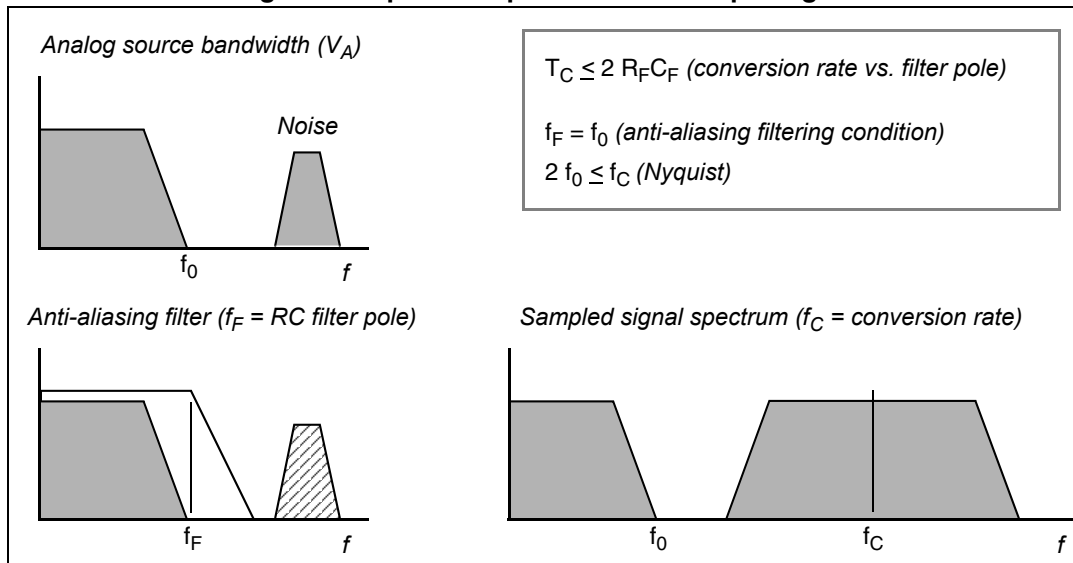 Analog source bandwidth (VA)
Noise
f0
f
TC ≤ 2 RFCF (conversion rate vs. filter pole)
fF = f0 (anti-aliasing filtering condition)
2 f0 ≤ fC (Nyquist)
Anti-aliasing filter (fF = RC filter pole)
fF
f
Sampled signal spectrum (fC = conversion rate)
f0
fC
f